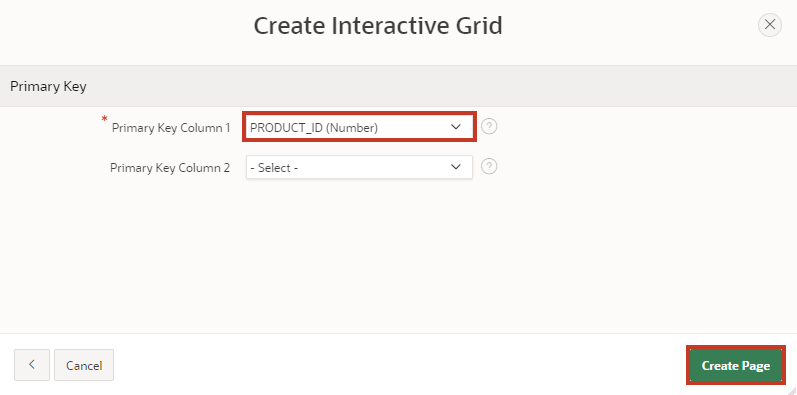 Create Interactive Grid
Primary Key
* Primary Key Column 1 PRODUCT_ID (Number) ?
Primary Key Column 2 - Select - ?
Cancel Create Page